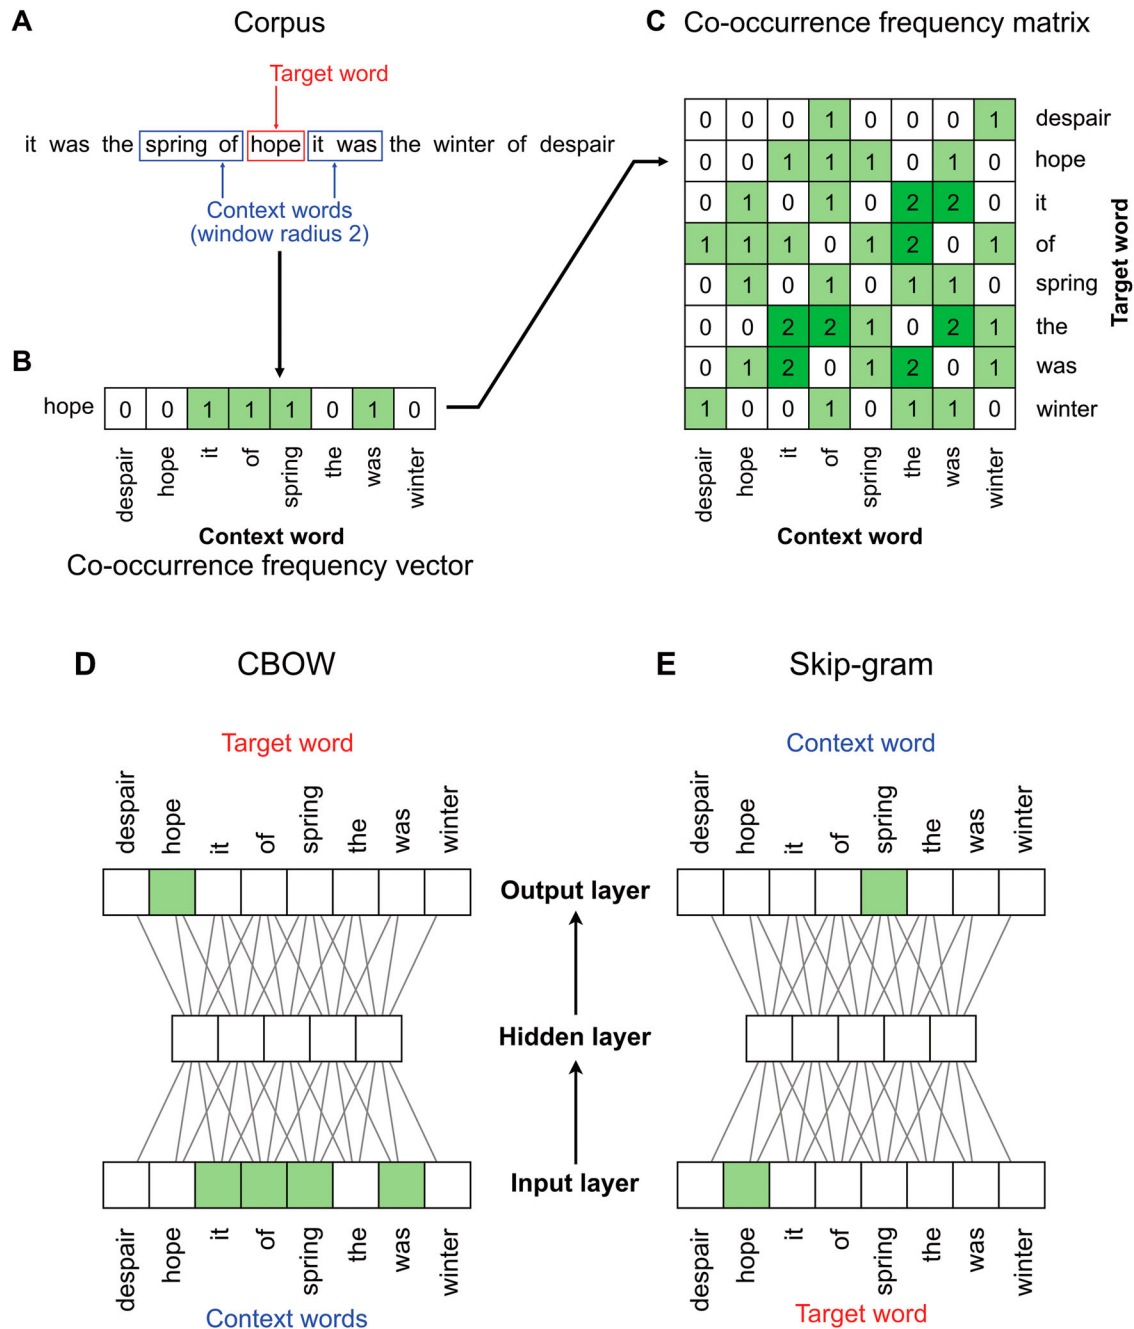 A
Corpus
Target word
it was the spring of hope it was the winter of despair
Context words
(window radius 2)
B
hope 0 0 1 1 1 0 1 0
despair hope it of spring the was winter
Context word
Co-occurrence frequency vector
C
Co-occurrence frequency matrix
0 0 0 1 0 0 0 1 despair
0 0 1 1 1 0 1 0 hope
0 1 0 1 0 2 2 0 it
1 1 1 0 1 2 0 1 of
0 1 0 1 0 1 1 0 spring
0 0 2 2 1 0 2 1 the
0 1 2 0 1 2 0 1 was
1 0 0 1 0 1 1 0 winter
Target word
despair hope it of spring the was winter
Context word
D
CBOW
Target word
despair hope it of spring the was winter
Output layer
Hidden layer
Input layer
despair hope it of spring the was winter
Context words
E
Skip-gram
Context word
despair hope it of spring the was winter
despair hope it of spring the was winter
Target word